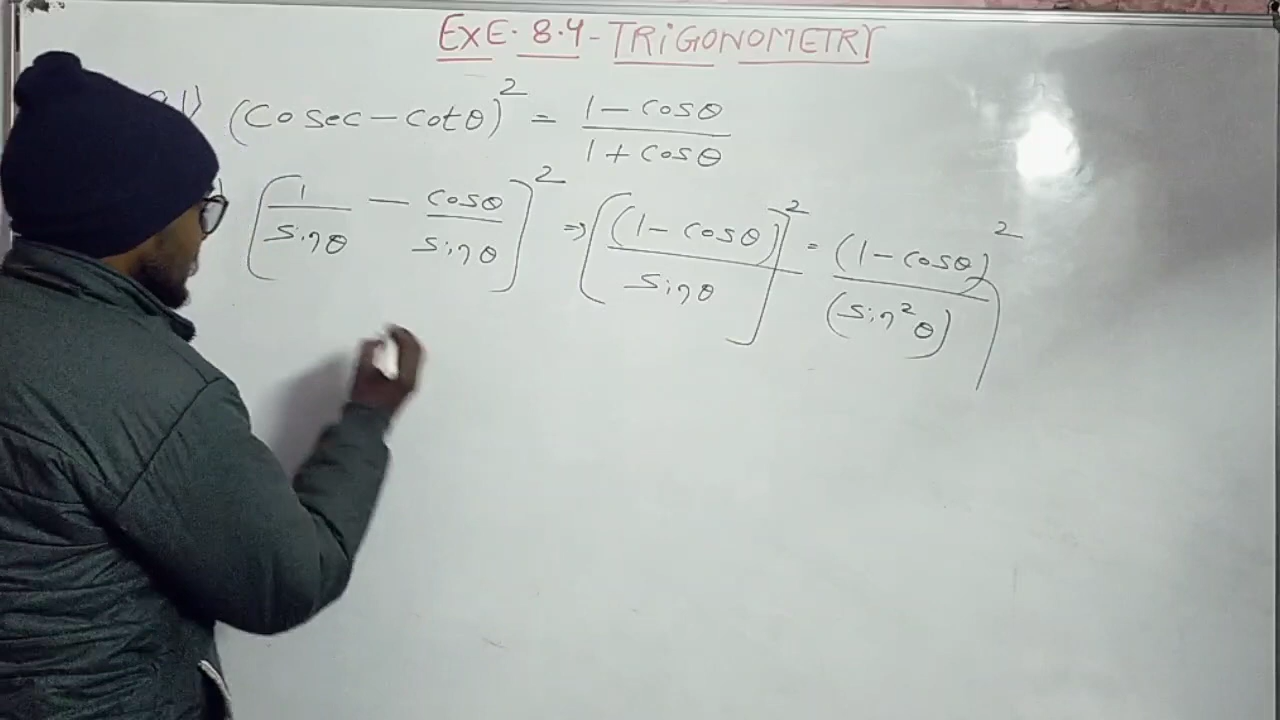 EXE. 8.4 - TRIGONOMETRY
1) (Cosec - cotθ)² = 1 - cosθ / 1 + cosθ
[1 / sinθ - cosθ / sinθ]² ⇒ [(1 - cosθ) / sinθ]² = (1 - cosθ)² / (sin²θ)